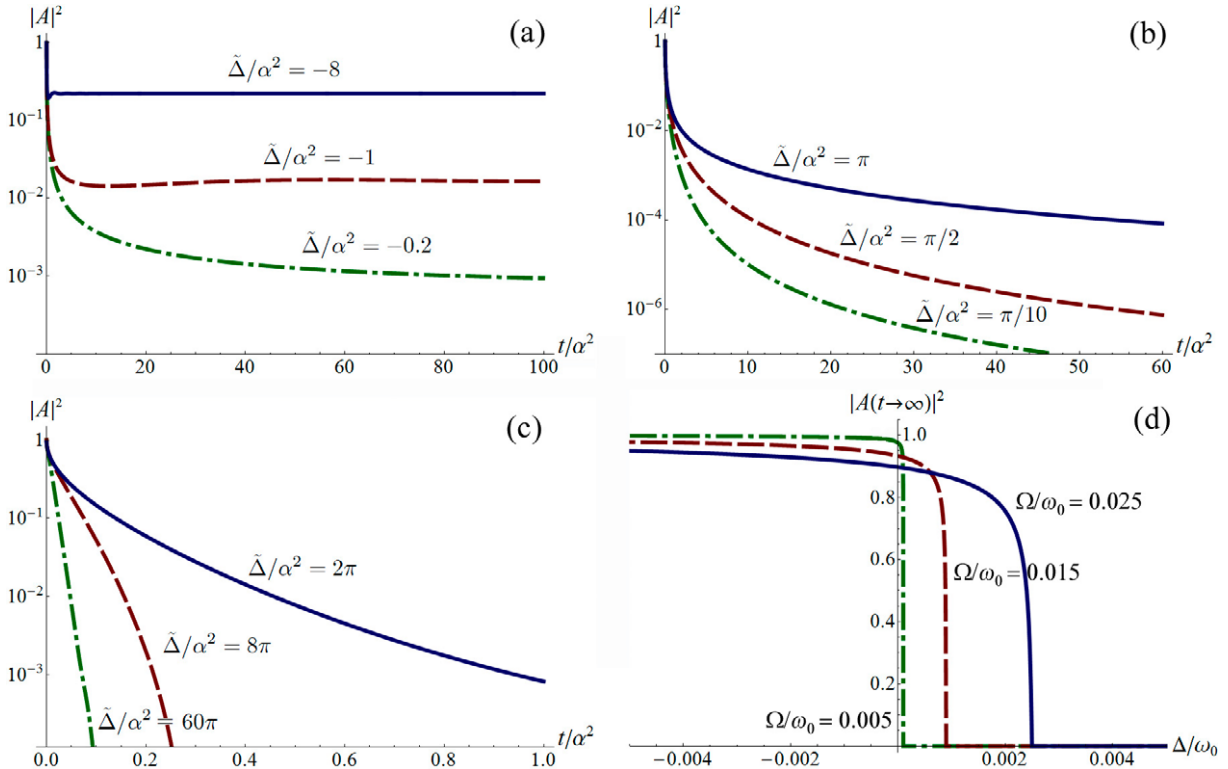 |A|²
(a)
1
Δ̃/α² = −8
10⁻¹
Δ̃/α² = −1
10⁻²
Δ̃/α² = −0.2
10⁻³
t/α²
0 20 40 60 80 100
|A|²
(b)
1
10⁻²
Δ̃/α² = π
10⁻⁴
Δ̃/α² = π/2
10⁻⁶
Δ̃/α² = π/10
t/α²
0 10 20 30 40 50 60
|A|²
(c)
1
10⁻¹
Δ̃/α² = 2π
10⁻²
Δ̃/α² = 8π
10⁻³
Δ̃/α² = 60π
t/α²
0.0 0.2 0.4 0.6 0.8 1.0
|A(t→∞)|²
(d)
1.0
0.8
Ω/ω₀ = 0.025
0.6
Ω/ω₀ = 0.015
0.4
0.2
Ω/ω₀ = 0.005
Δ/ω₀
−0.004 −0.002 0.002 0.004